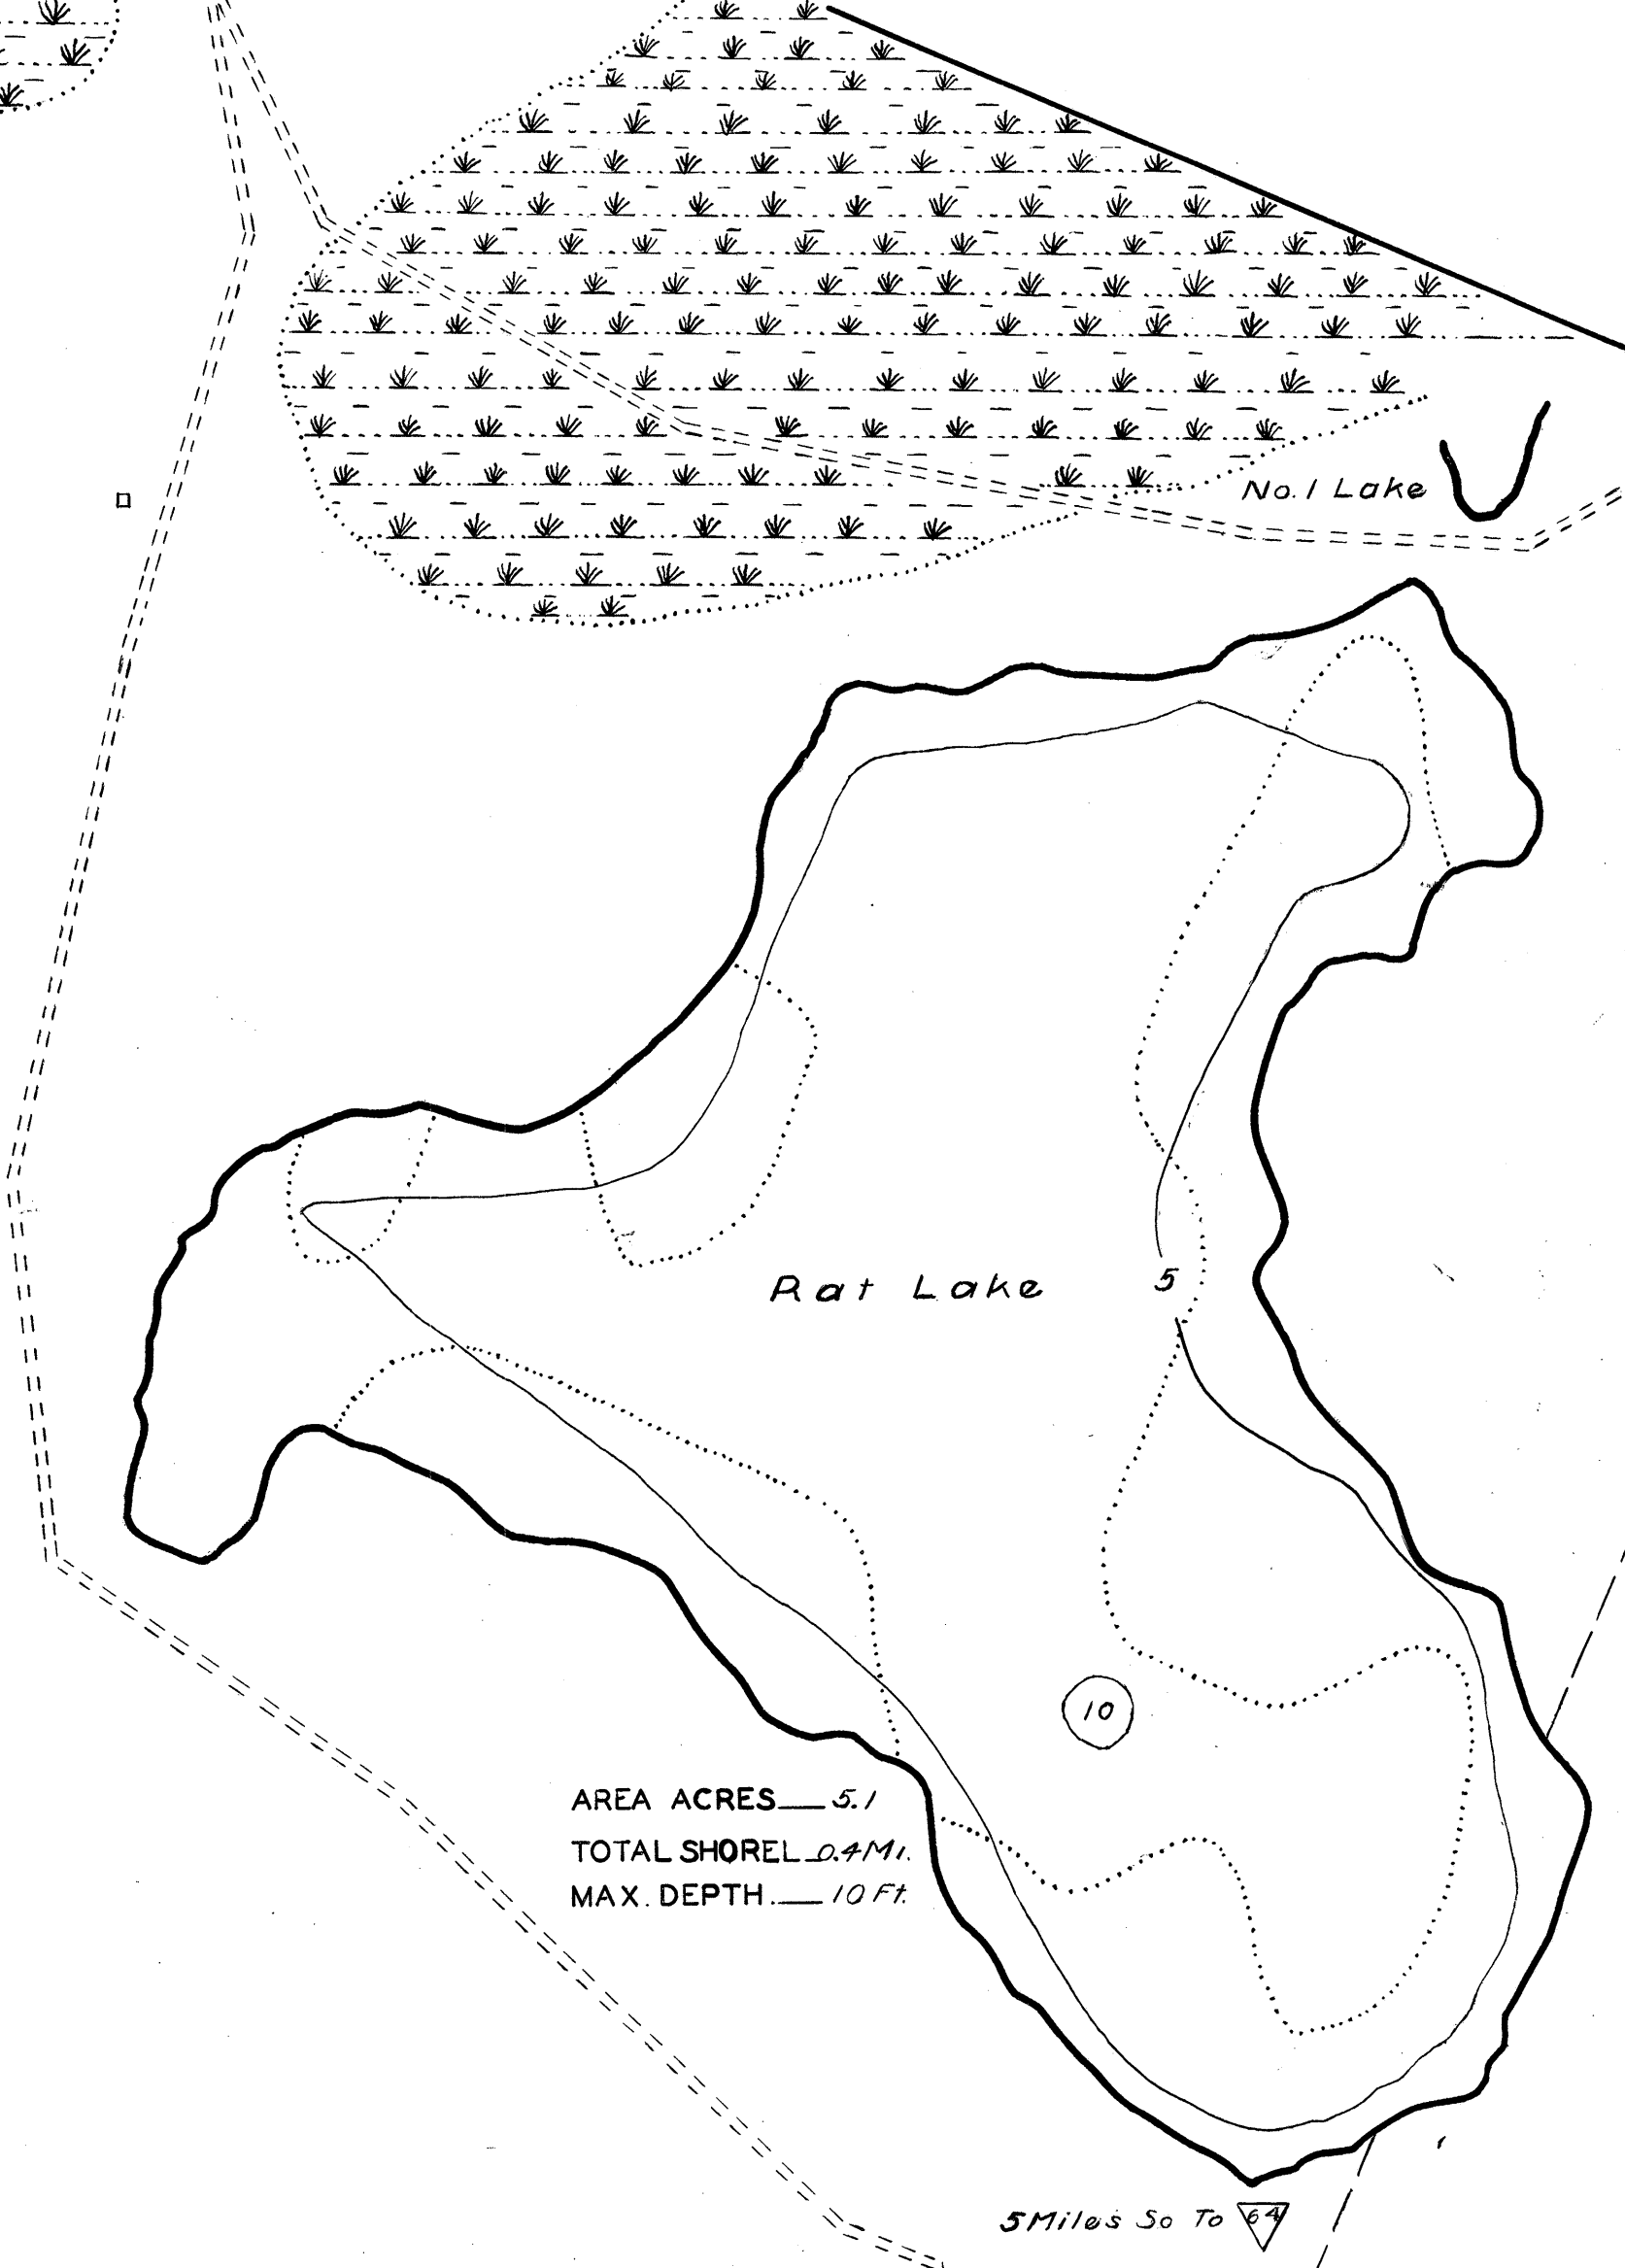 No. 1 Lake
Rat Lake
5
10
AREA ACRES 5.1
TOTAL SHOREL 0.4 Mi.
MAX. DEPTH. 10 Ft.
5 Miles So To 64